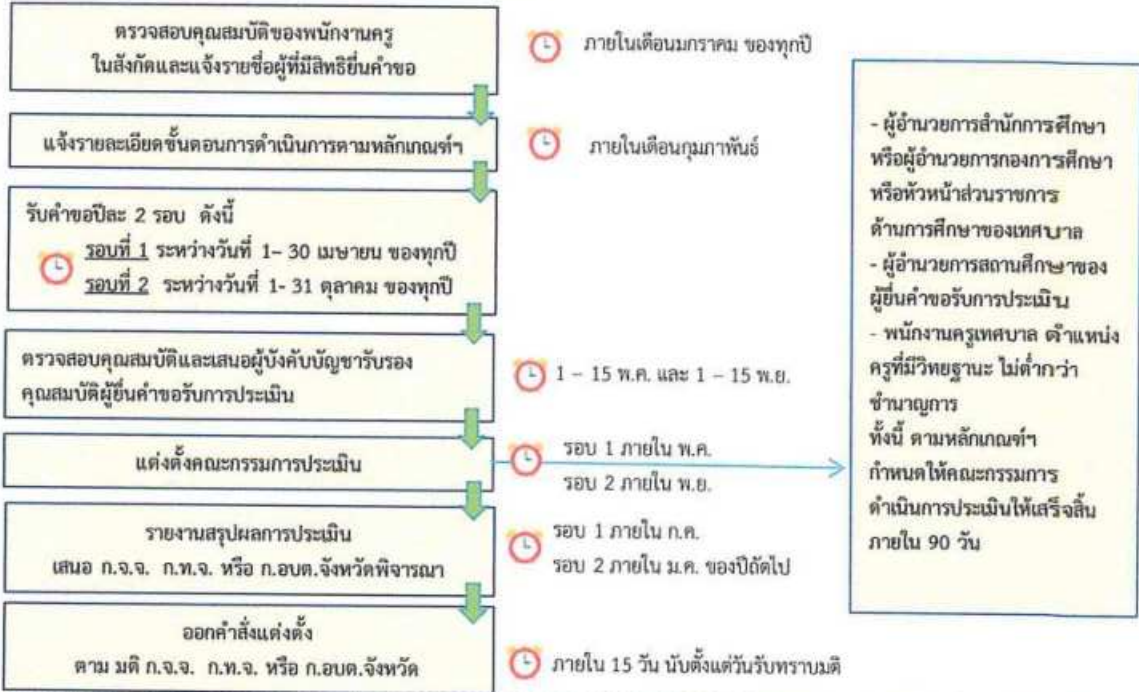 ตรวจสอบคุณสมบัติของพนักงานครู
ในสังกัดและแจ้งรายชื่อผู้ที่มีสิทธิยื่นคำขอ
ภายในเดือนมกราคม ของทุกปี
แจ้งรายละเอียดขั้นตอนการดำเนินการตามหลักเกณฑ์ฯ
ภายในเดือนกุมภาพันธ์
รับคำขอปีละ 2 รอบ ดังนี้
รอบที่ 1 ระหว่างวันที่ 1– 30 เมษายน ของทุกปี
รอบที่ 2 ระหว่างวันที่ 1- 31 ตุลาคม ของทุกปี
ตรวจสอบคุณสมบัติและเสนอผู้บังคับบัญชารับรอง
คุณสมบัติผู้ยื่นคำขอรับการประเมิน
1 – 15 พ.ค. และ 1 – 15 พ.ย.
แต่งตั้งคณะกรรมการประเมิน
รอบ 1 ภายใน พ.ค.
รอบ 2 ภายใน พ.ย.
รายงานสรุปผลการประเมิน
เสนอ ก.จ.จ. ก.ท.จ. หรือ ก.อบต.จังหวัดพิจารณา
รอบ 1 ภายใน ก.ค.
รอบ 2 ภายใน ม.ค. ของปีถัดไป
ออกคำสั่งแต่งตั้ง
ตาม มติ ก.จ.จ. ก.ท.จ. หรือ ก.อบต.จังหวัด
ภายใน 15 วัน นับตั้งแต่วันรับทราบมติ
- ผู้อำนวยการสำนักการศึกษา
หรือผู้อำนวยการกองการศึกษา
หรือหัวหน้าส่วนราชการ
ด้านการศึกษาของเทศบาล
- ผู้อำนวยการสถานศึกษาของ
ผู้ยื่นคำขอรับการประเมิน
- พนักงานครูเทศบาล ตำแหน่ง
ครูที่มีวิทยฐานะ ไม่ต่ำกว่า
ชำนาญการ
ทั้งนี้ ตามหลักเกณฑ์ฯ
กำหนดให้คณะกรรมการ
ดำเนินการประเมินให้เสร็จสิ้น
ภายใน 90 วัน